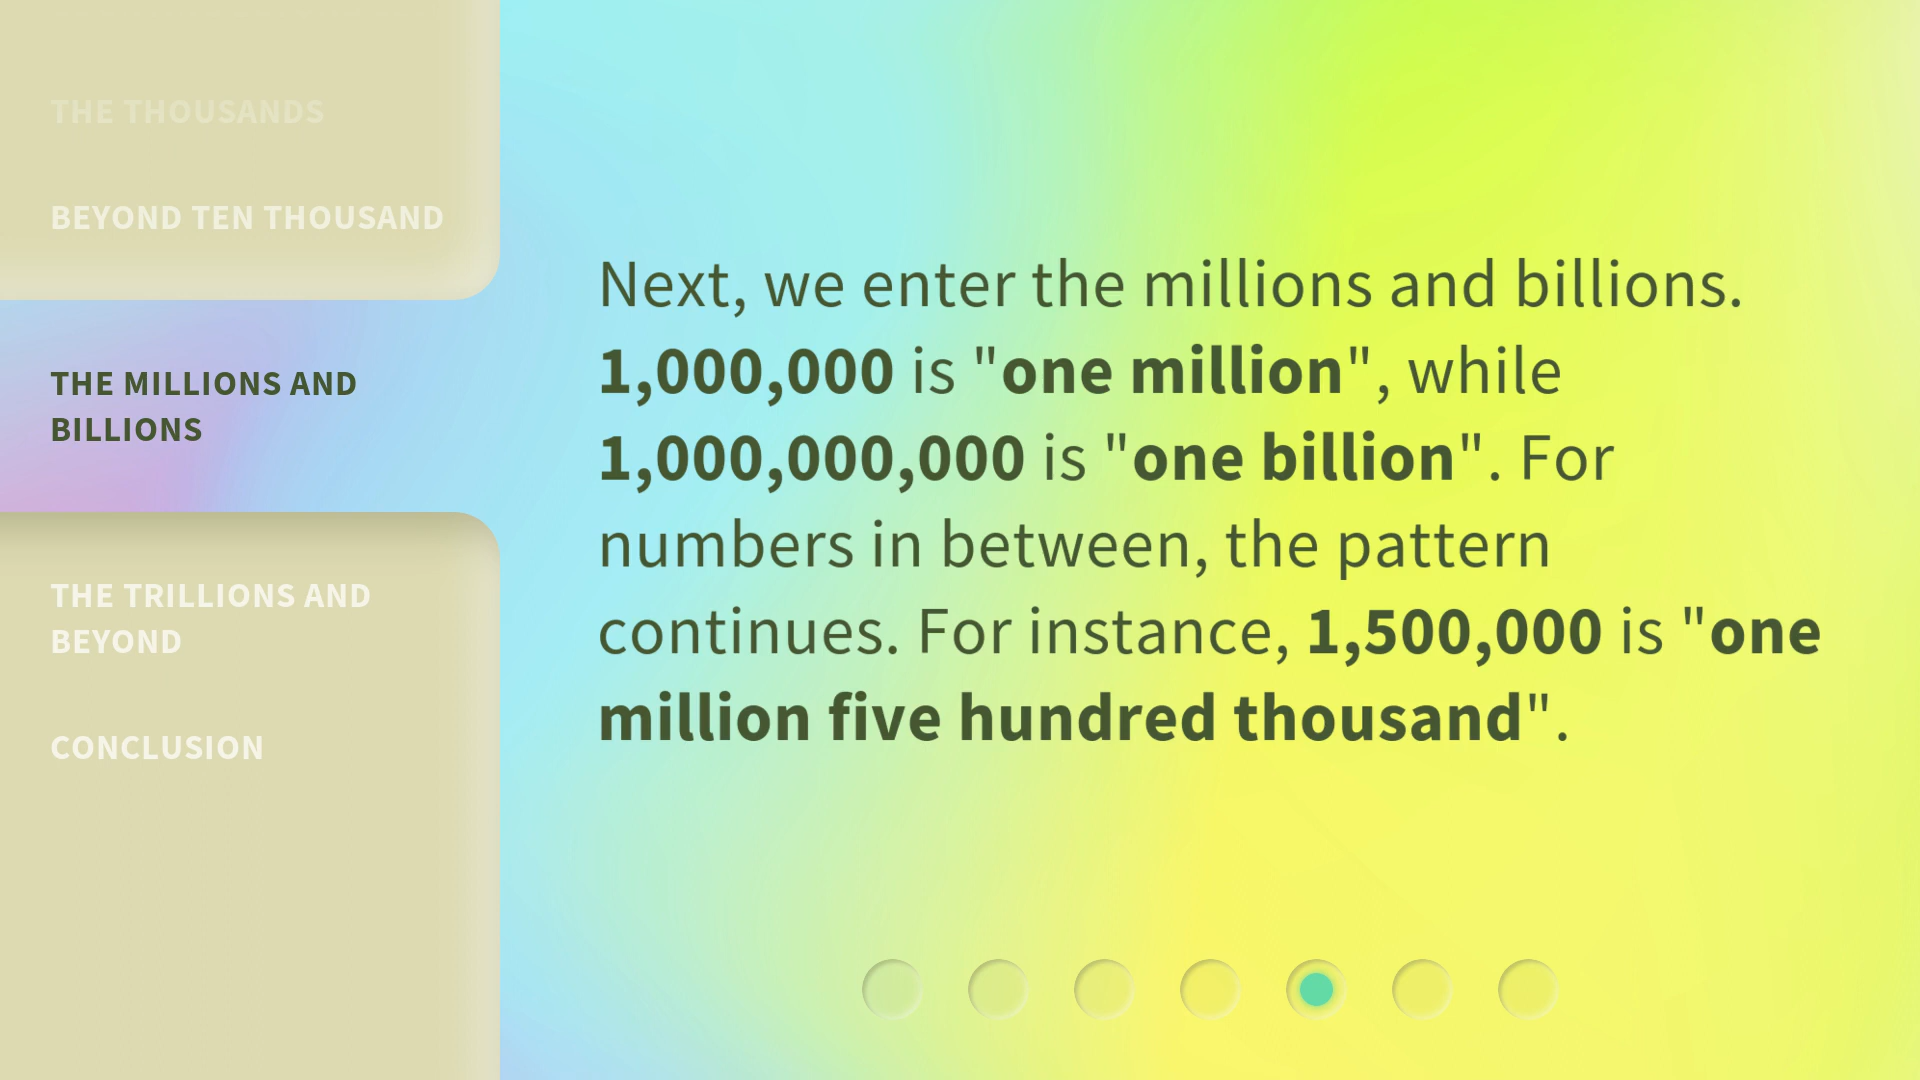 THE THOUSANDS
BEYOND TEN THOUSAND
THE MILLIONS AND
BILLIONS
THE TRILLIONS AND
BEYOND
CONCLUSION
Next, we enter the millions and billions.
1,000,000 is "one million", while
1,000,000,000 is "one billion". For
numbers in between, the pattern
continues. For instance, 1,500,000 is "one
million five hundred thousand".